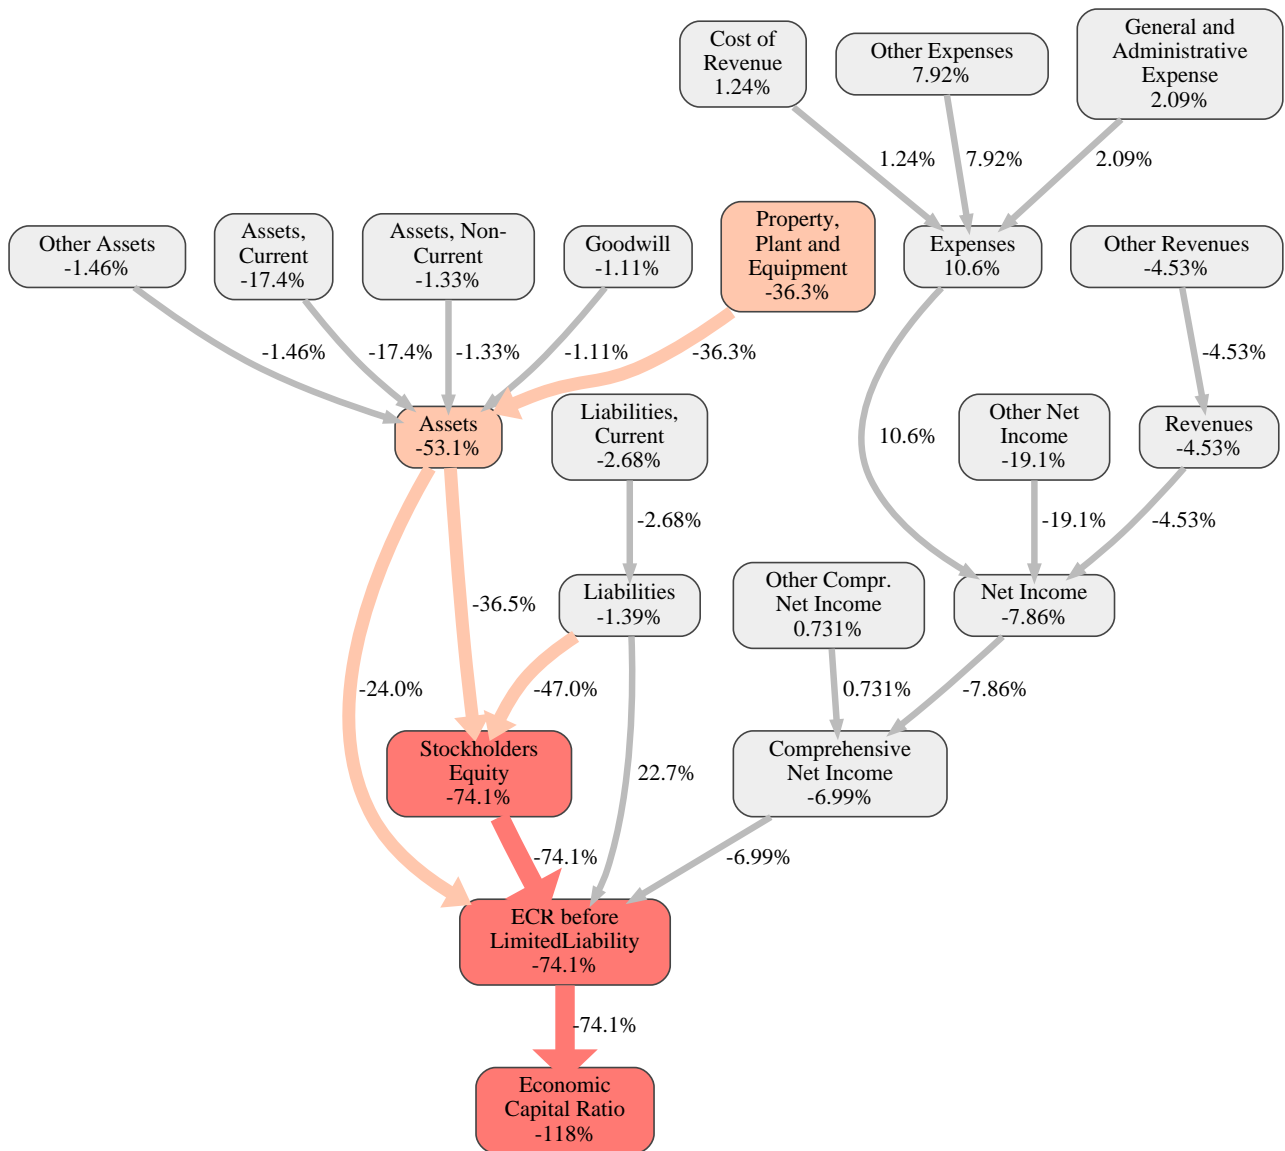 Cost of
Revenue
1.24%
Other Expenses
7.92%
General and
Administrative
Expense
2.09%
1.24%
7.92%
2.09%
Other Assets
-1.46%
Assets,
Current
-17.4%
Assets, Non-
Current
-1.33%
Goodwill
-1.11%
Property,
Plant and
Equipment
-36.3%
Expenses
10.6%
Other Revenues
-4.53%
-1.46%
-17.4%
-1.33%
-1.11%
-36.3%
-4.53%
Assets
-53.1%
Liabilities,
Current
-2.68%
10.6%
Other Net
Income
-19.1%
Revenues
-4.53%
-2.68%
-19.1%
-4.53%
-36.5%
Liabilities
-1.39%
Other Compr.
Net Income
0.731%
Net Income
-7.86%
-24.0%
-47.0%
0.731%
-7.86%
Stockholders
Equity
-74.1%
22.7%
Comprehensive
Net Income
-6.99%
-74.1%
-6.99%
ECR before
LimitedLiability
-74.1%
-74.1%
Economic
Capital Ratio
-118%